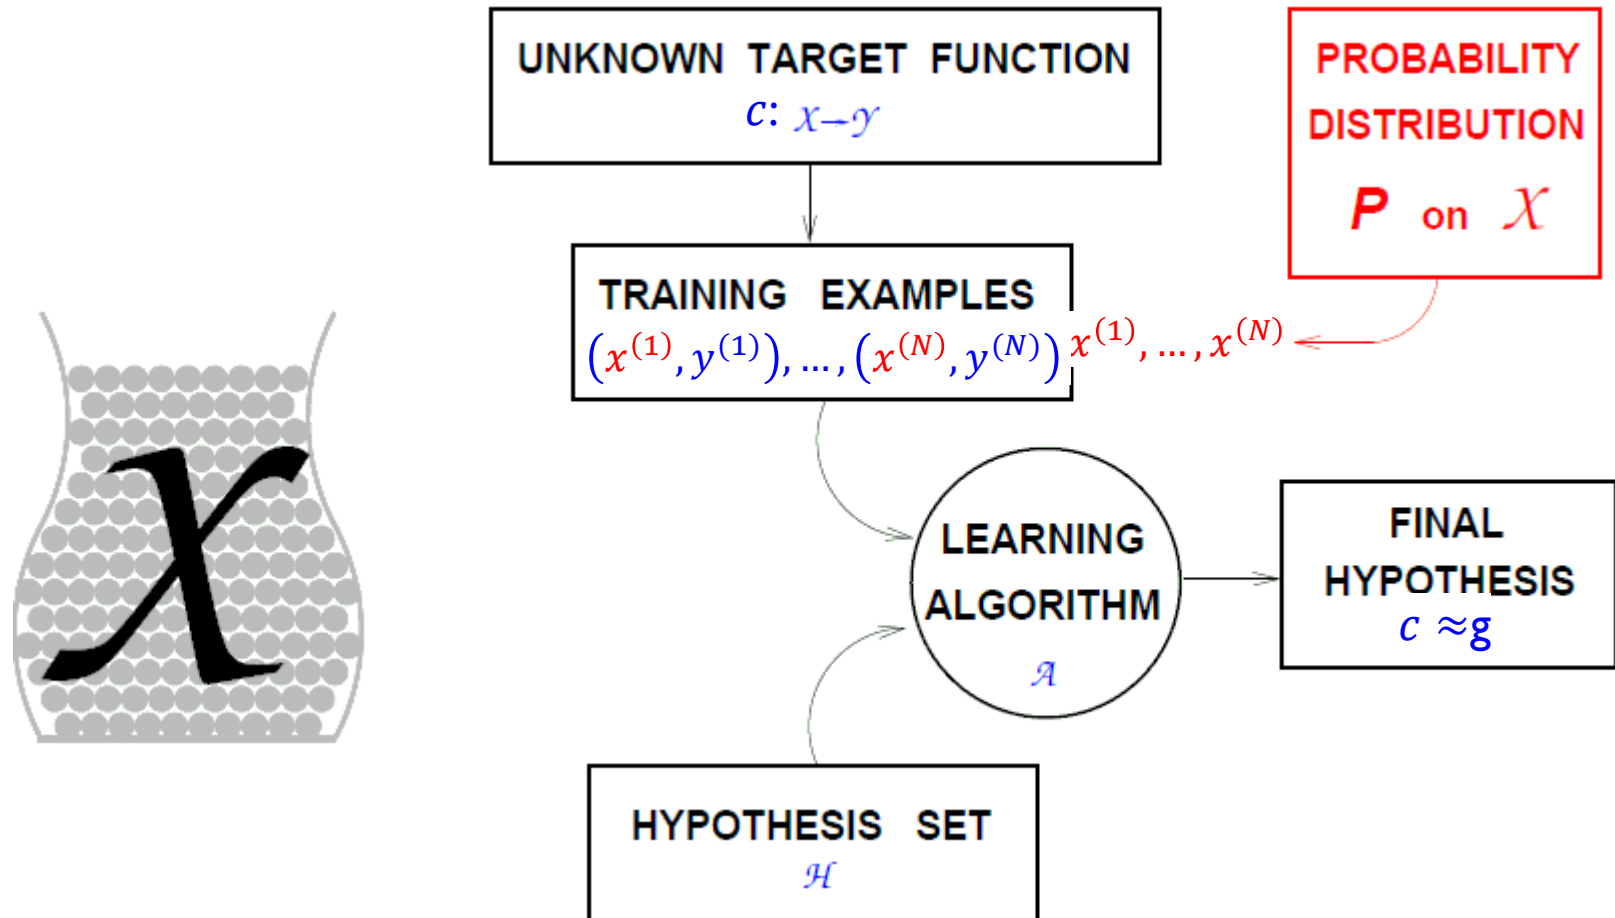 UNKNOWN TARGET FUNCTION
c: 𝒳→𝒴
PROBABILITY
DISTRIBUTION
P on 𝒳
TRAINING EXAMPLES
(x⁽¹⁾, y⁽¹⁾), … , (x⁽ᴺ⁾, y⁽ᴺ⁾)
x⁽¹⁾, … , x⁽ᴺ⁾
𝒳
LEARNING
ALGORITHM
𝒜
FINAL
HYPOTHESIS
c ≈g
HYPOTHESIS SET
ℋ